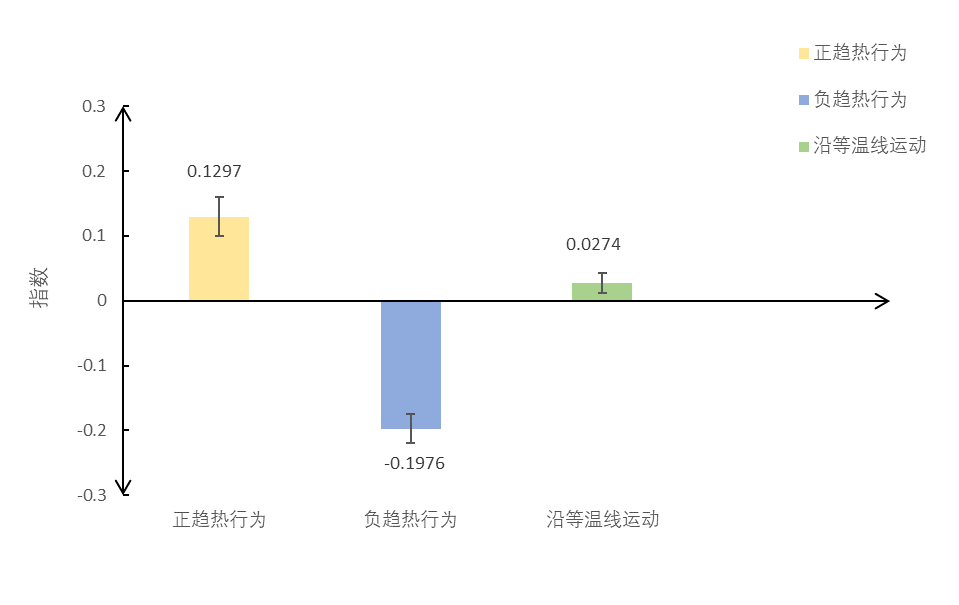 正趋热行为
负趋热行为
沿等温线运动
0.3
0.2
0.1
0
-0.1
-0.2
-0.3
指数
0.1297
-0.1976
0.0274
正趋热行为
负趋热行为
沿等温线运动